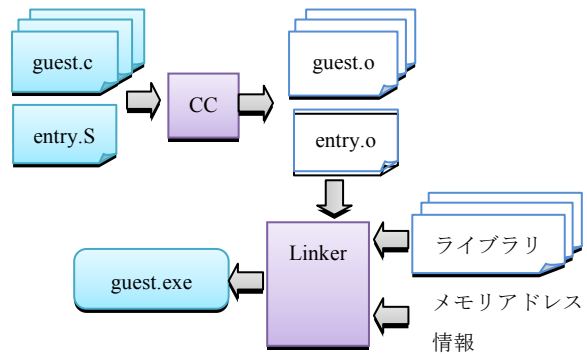 guest.c
guest.o
CC
entry.S
entry.o
Linker
ライブラリ
guest.exe
メモリアドレス
情報